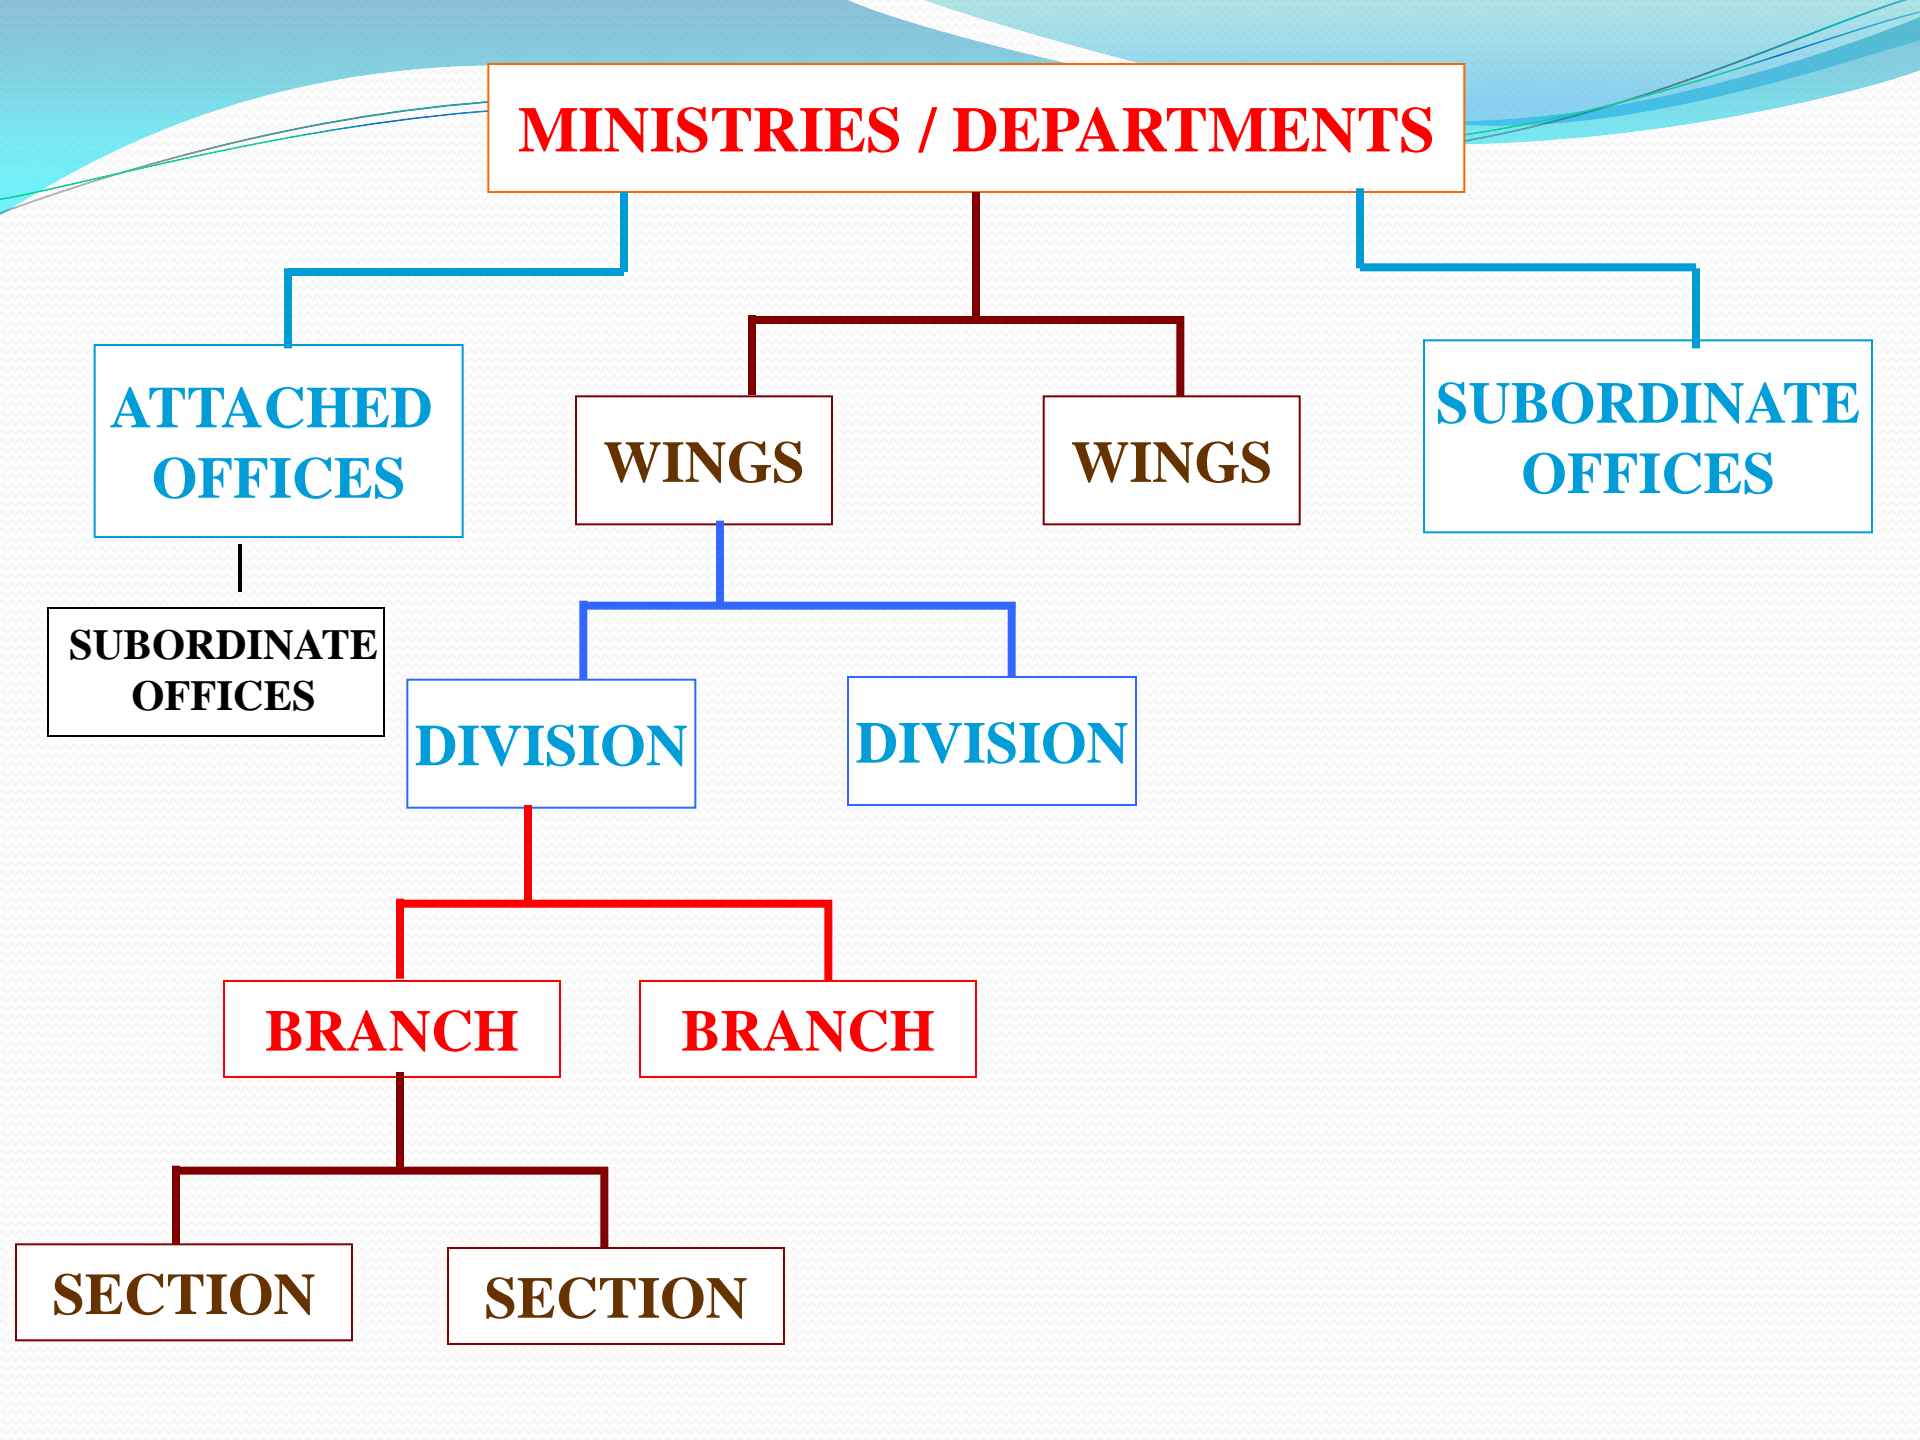 MINISTRIES / DEPARTMENTS
ATTACHED
OFFICES
WINGS
WINGS
SUBORDINATE
OFFICES
SUBORDINATE
OFFICES
DIVISION
DIVISION
BRANCH
BRANCH
SECTION
SECTION